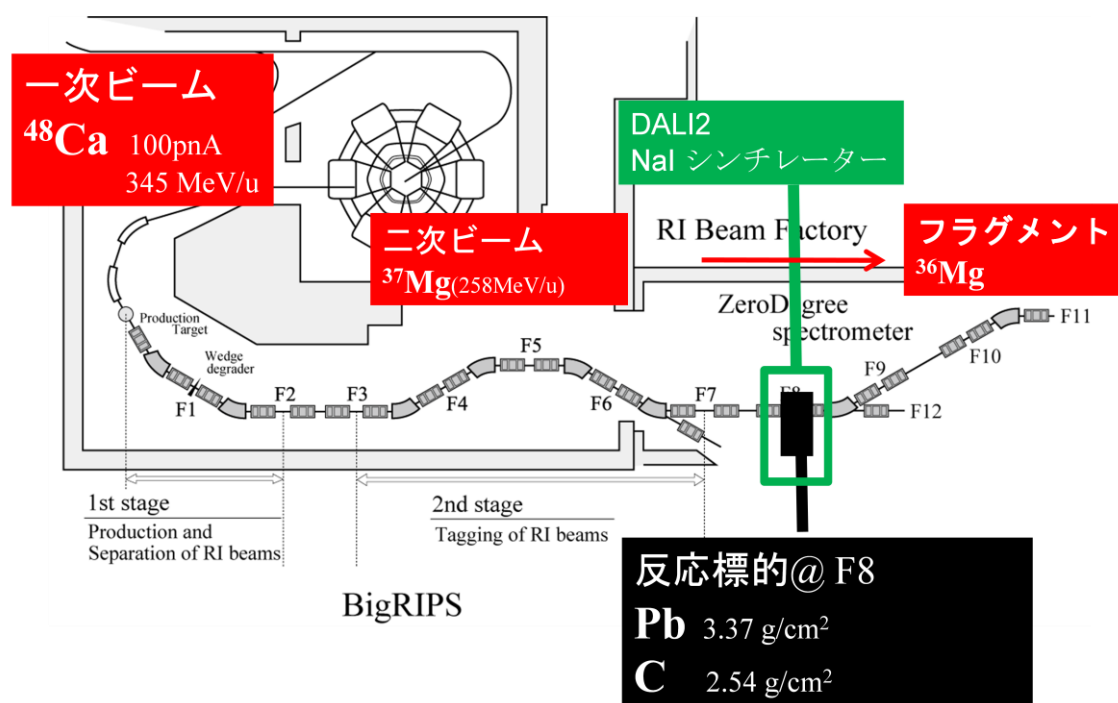 一次ビーム
⁴⁸Ca 100pnA
345 MeV/u
DALI2
NaI シンチレーター
二次ビーム
³⁷Mg(258MeV/u)
RI Beam Factory
フラグメント
³⁶Mg
Production
Target
ZeroDegree
spectrometer
Wedge
degrader
F1
F2
F3
F4
F5
F6
F7
F8
F9
F10
F11
F12
1st stage
Production and
Separation of RI beams
2nd stage
Tagging of RI beams
BigRIPS
反応標的@ F8
Pb 3.37 g/cm²
C 2.54 g/cm²